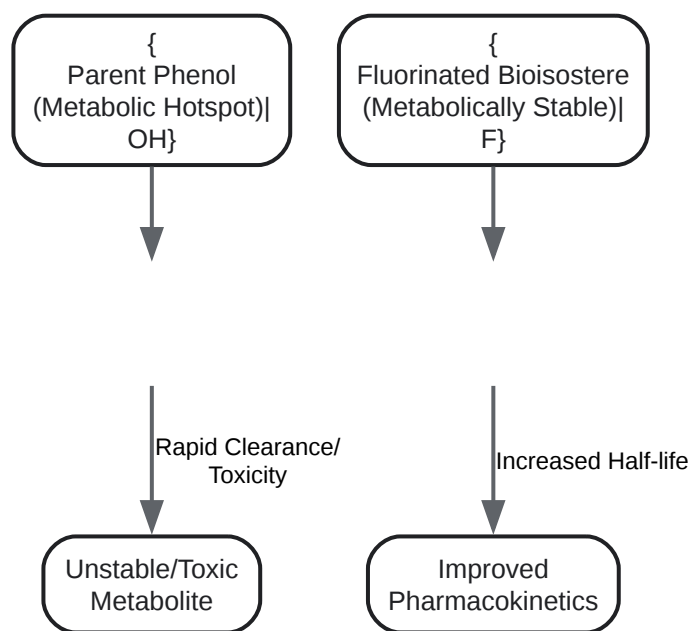 {
Parent Phenol
(Metabolic Hotspot)|
OH}
{
Fluorinated Bioisostere
(Metabolically Stable)|
F}
Rapid Clearance/
Toxicity
Increased Half-life
Unstable/Toxic
Metabolite
Improved
Pharmacokinetics